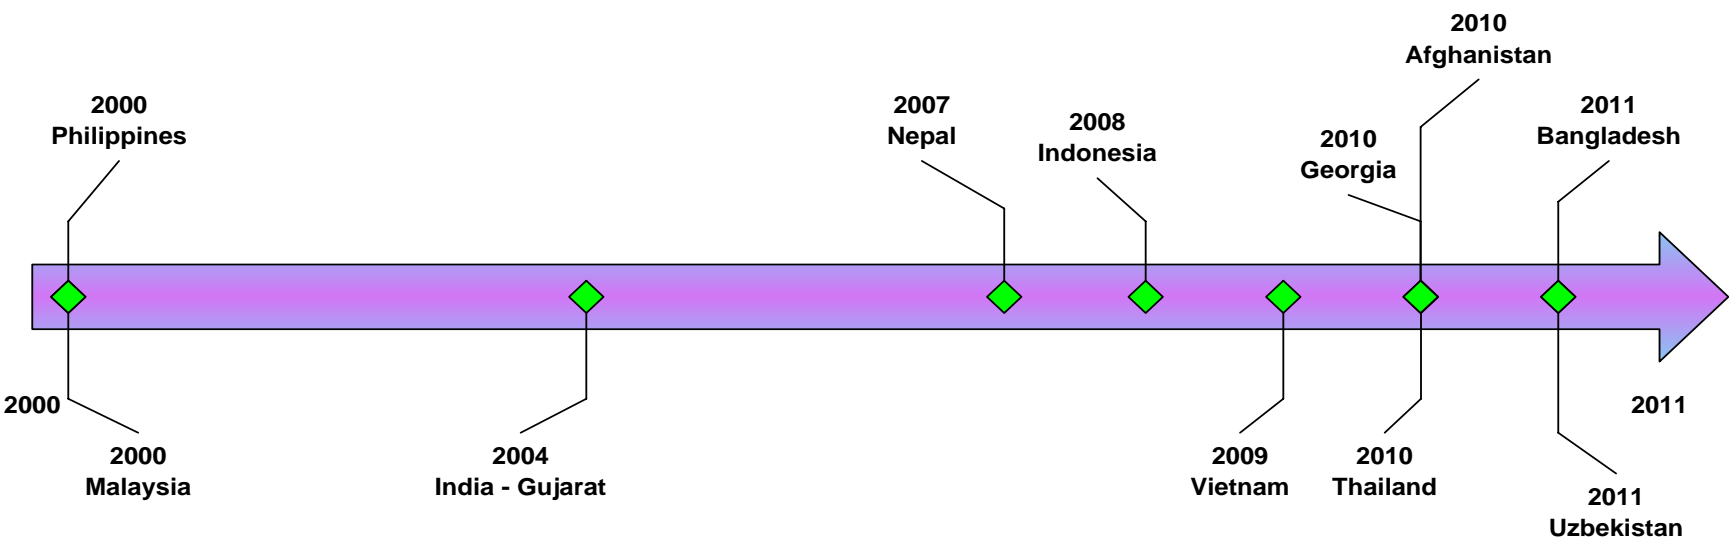 2010
Afghanistan
2000
Philippines
2007
Nepal
2008
Indonesia
2010
Georgia
2011
Bangladesh
2000
2011
2000
Malaysia
2004
India - Gujarat
2009
Vietnam
2010
Thailand
2011
Uzbekistan